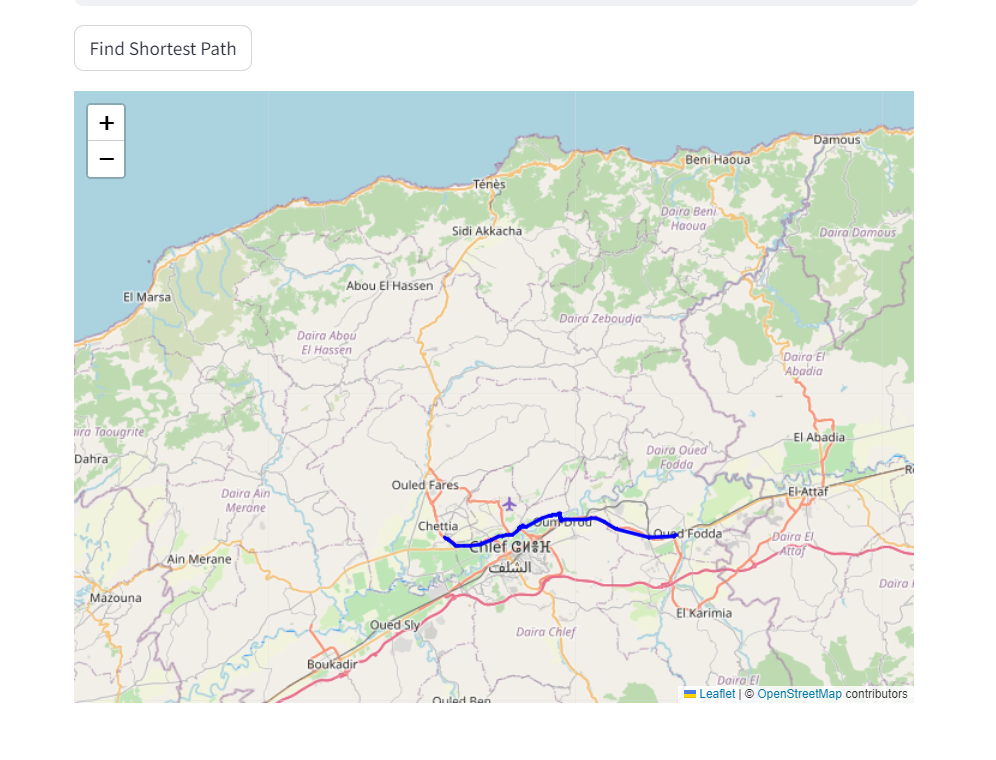 Find Shortest Path
+
−
Damous
Beni Haoua
Ténès
Daira Beni
Haoua
Sidi Akkacha
Daira Damous
Abou El Hassen
El Marsa
Daira Zeboudja
Daira Abou
El Hassen
Daira El
Abadia
aira Taougrite
El Abadia
Dahra
Daira Oued
Fodda
Ouled Fares
El-Attaf
Daira Ain
Merane
Chettia
Oum Drou
Oued Fodda
Daira El
Attaf
Chlef ⵛⵍⴻⴼ
الشلف
Ain Merane
Mazouna
El Karimia
Oued Sly
Daira Chlef
Boukadir
Daira El
Ouled Ben
Leaflet | © OpenStreetMap contributors